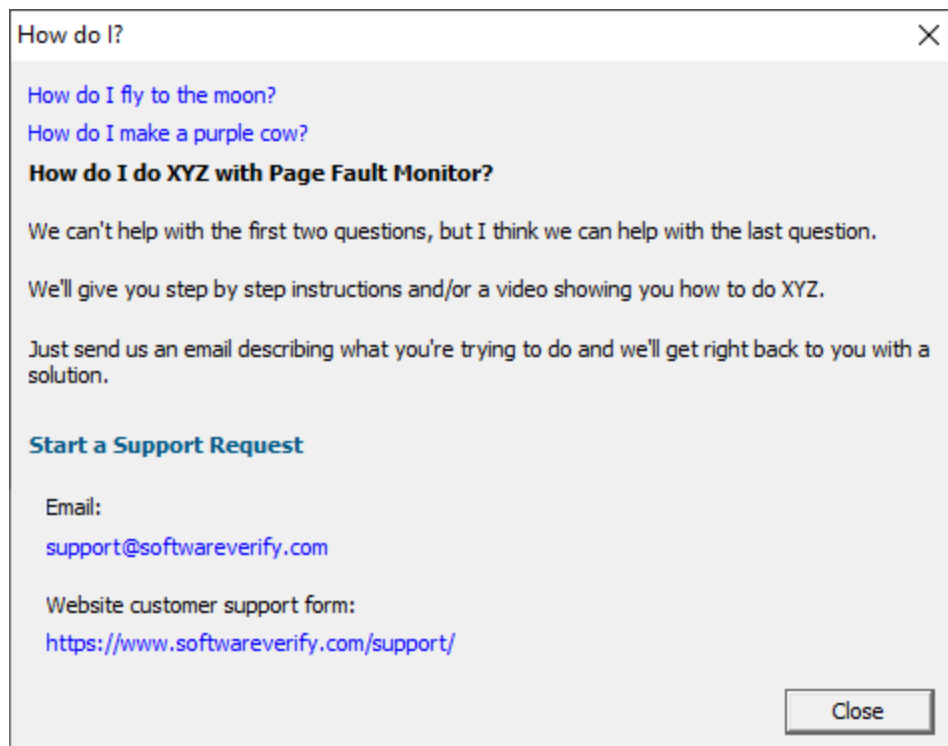 How do I?
How do I fly to the moon?
How do I make a purple cow?
How do I do XYZ with Page Fault Monitor?
We can't help with the first two questions, but I think we can help with the last question.
We'll give you step by step instructions and/or a video showing you how to do XYZ.
Just send us an email describing what you're trying to do and we'll get right back to you with a
solution.
Start a Support Request
Email:
support@softwareverify.com
Website customer support form:
https://www.softwareverify.com/support/
Close